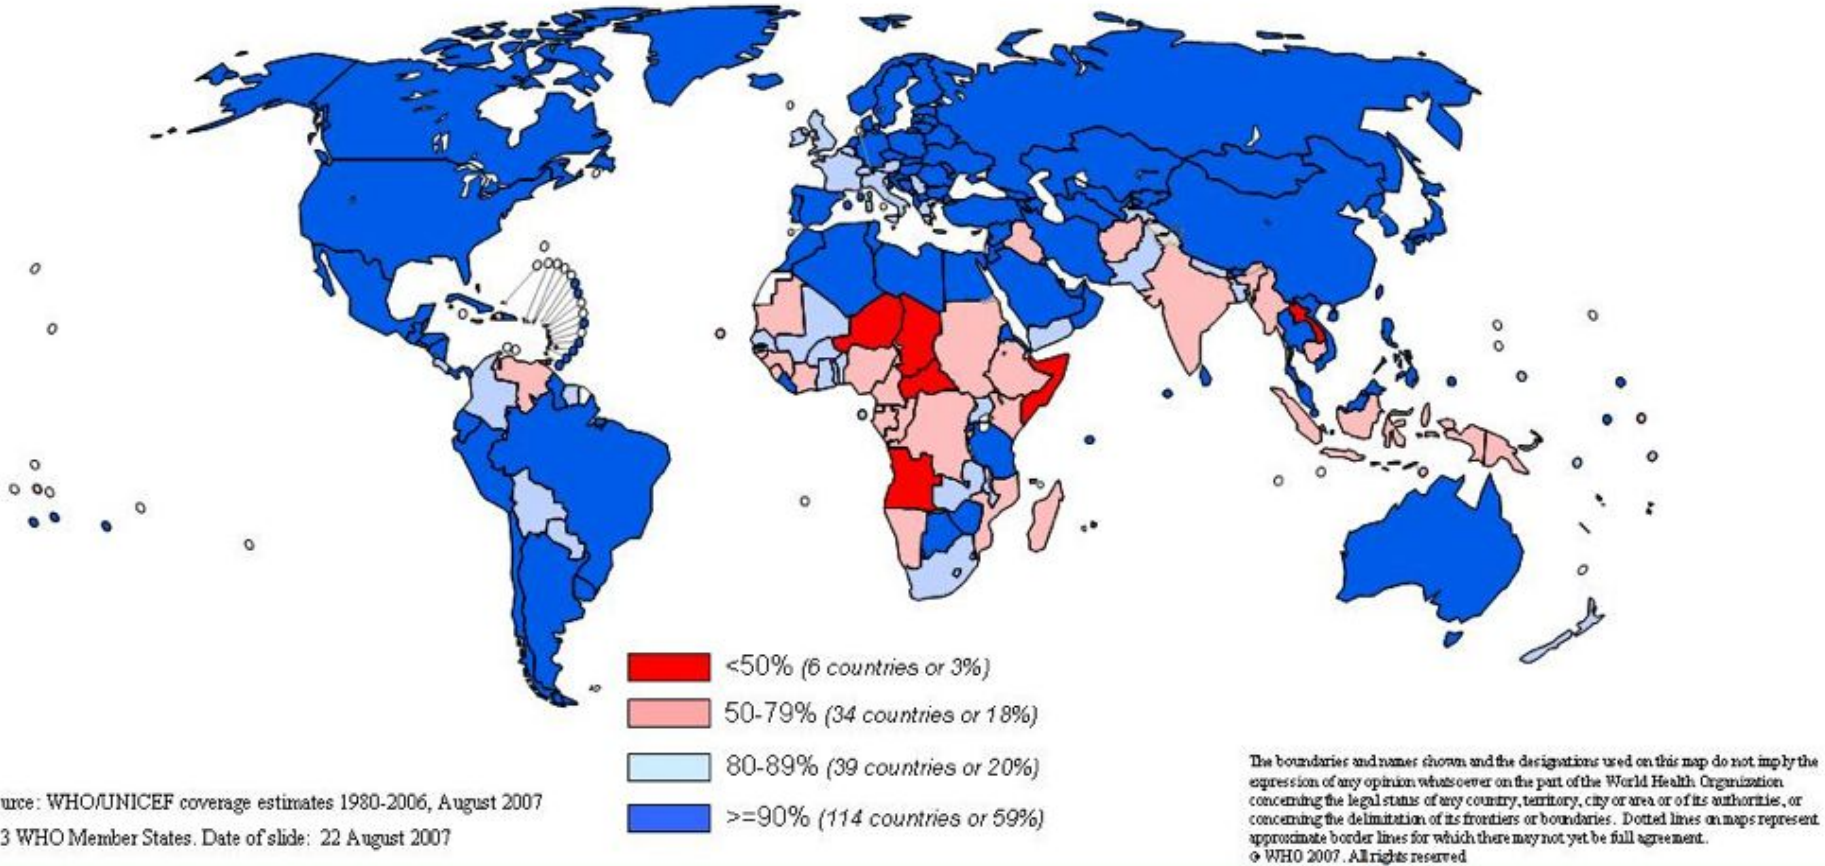 <50% (6 countries or 3%)
50-79% (34 countries or 18%)
80-89% (39 countries or 20%)
>=90% (114 countries or 59%)
urce: WHO/UNICEF coverage estimates 1980-2006, August 2007
3 WHO Member States. Date of slide: 22 August 2007
The boundaries and names shown and the designations used on this map do not imply the
expression of any opinion whatsoever on the part of the World Health Organization
concerning the legal status of any country, territory, city or area or of its authorities, or
concerning the delimitation of its frontiers or boundaries. Dotted lines on maps represent
approximate border lines for which there may not yet be full agreement.
© WHO 2007. All rights reserved